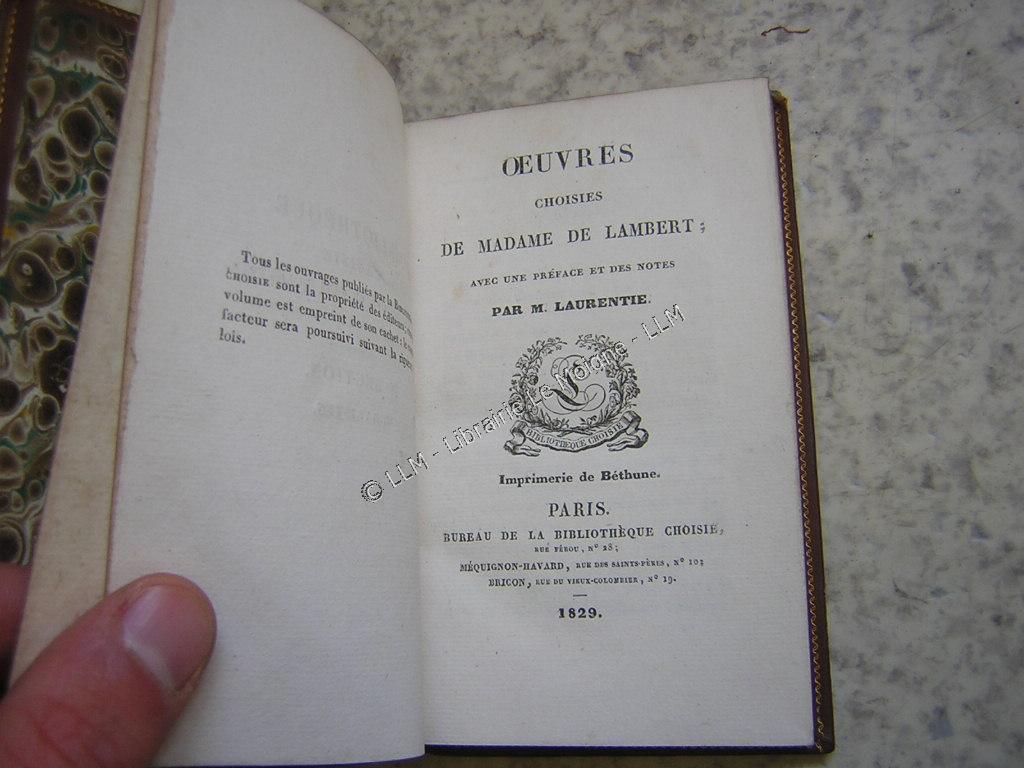 Tous les ouvrages publiés par la
CHOISIE sont la propriété des éditeurs;
volume est empreint de son cachet:
facteur sera poursuivi suivant la
lois.
ŒUVRES
CHOISIES
DE MADAME DE LAMBERT;
AVEC UNE PRÉFACE ET DES NOTES
PAR M. LAURENTIE.
BIBLIOTHÈQUE CHOISIE
Imprimerie de Béthune.
PARIS.
BUREAU DE LA BIBLIOTHÈQUE CHOISIE,
RUE FÉROU, N° 28;
MÉQUIGNON-HAVARD, RUE DES SAINTS-PÈRES, N° 10;
BRICON, RUE DU VIEUX-COLOMBIER, N° 19.
1829.
© LLM - Librairie Le Moigne - LLM